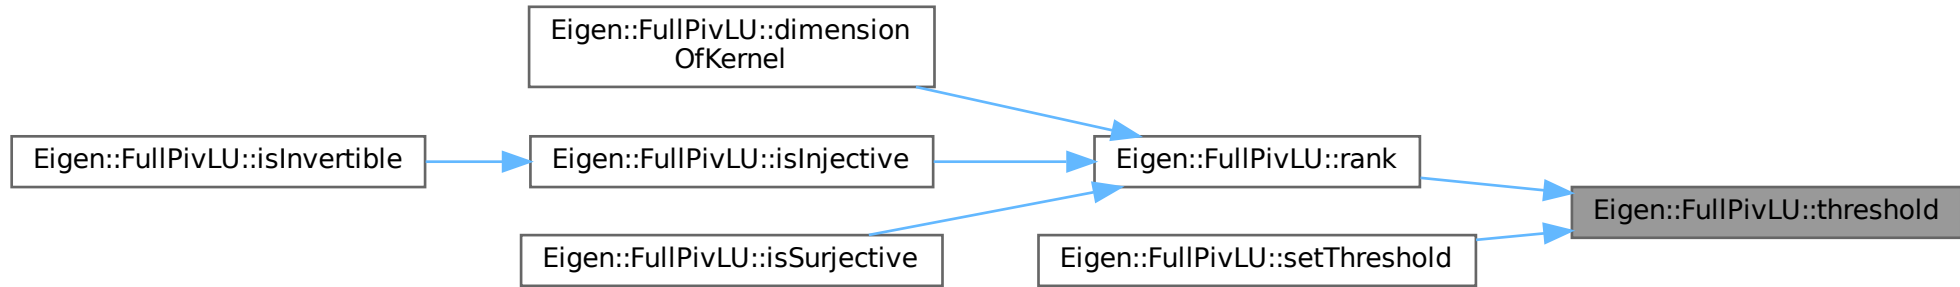 Eigen::FullPivLU::dimension
OfKernel
Eigen::FullPivLU::isInvertible
Eigen::FullPivLU::isInjective
Eigen::FullPivLU::rank
Eigen::FullPivLU::threshold
Eigen::FullPivLU::isSurjective
Eigen::FullPivLU::setThreshold